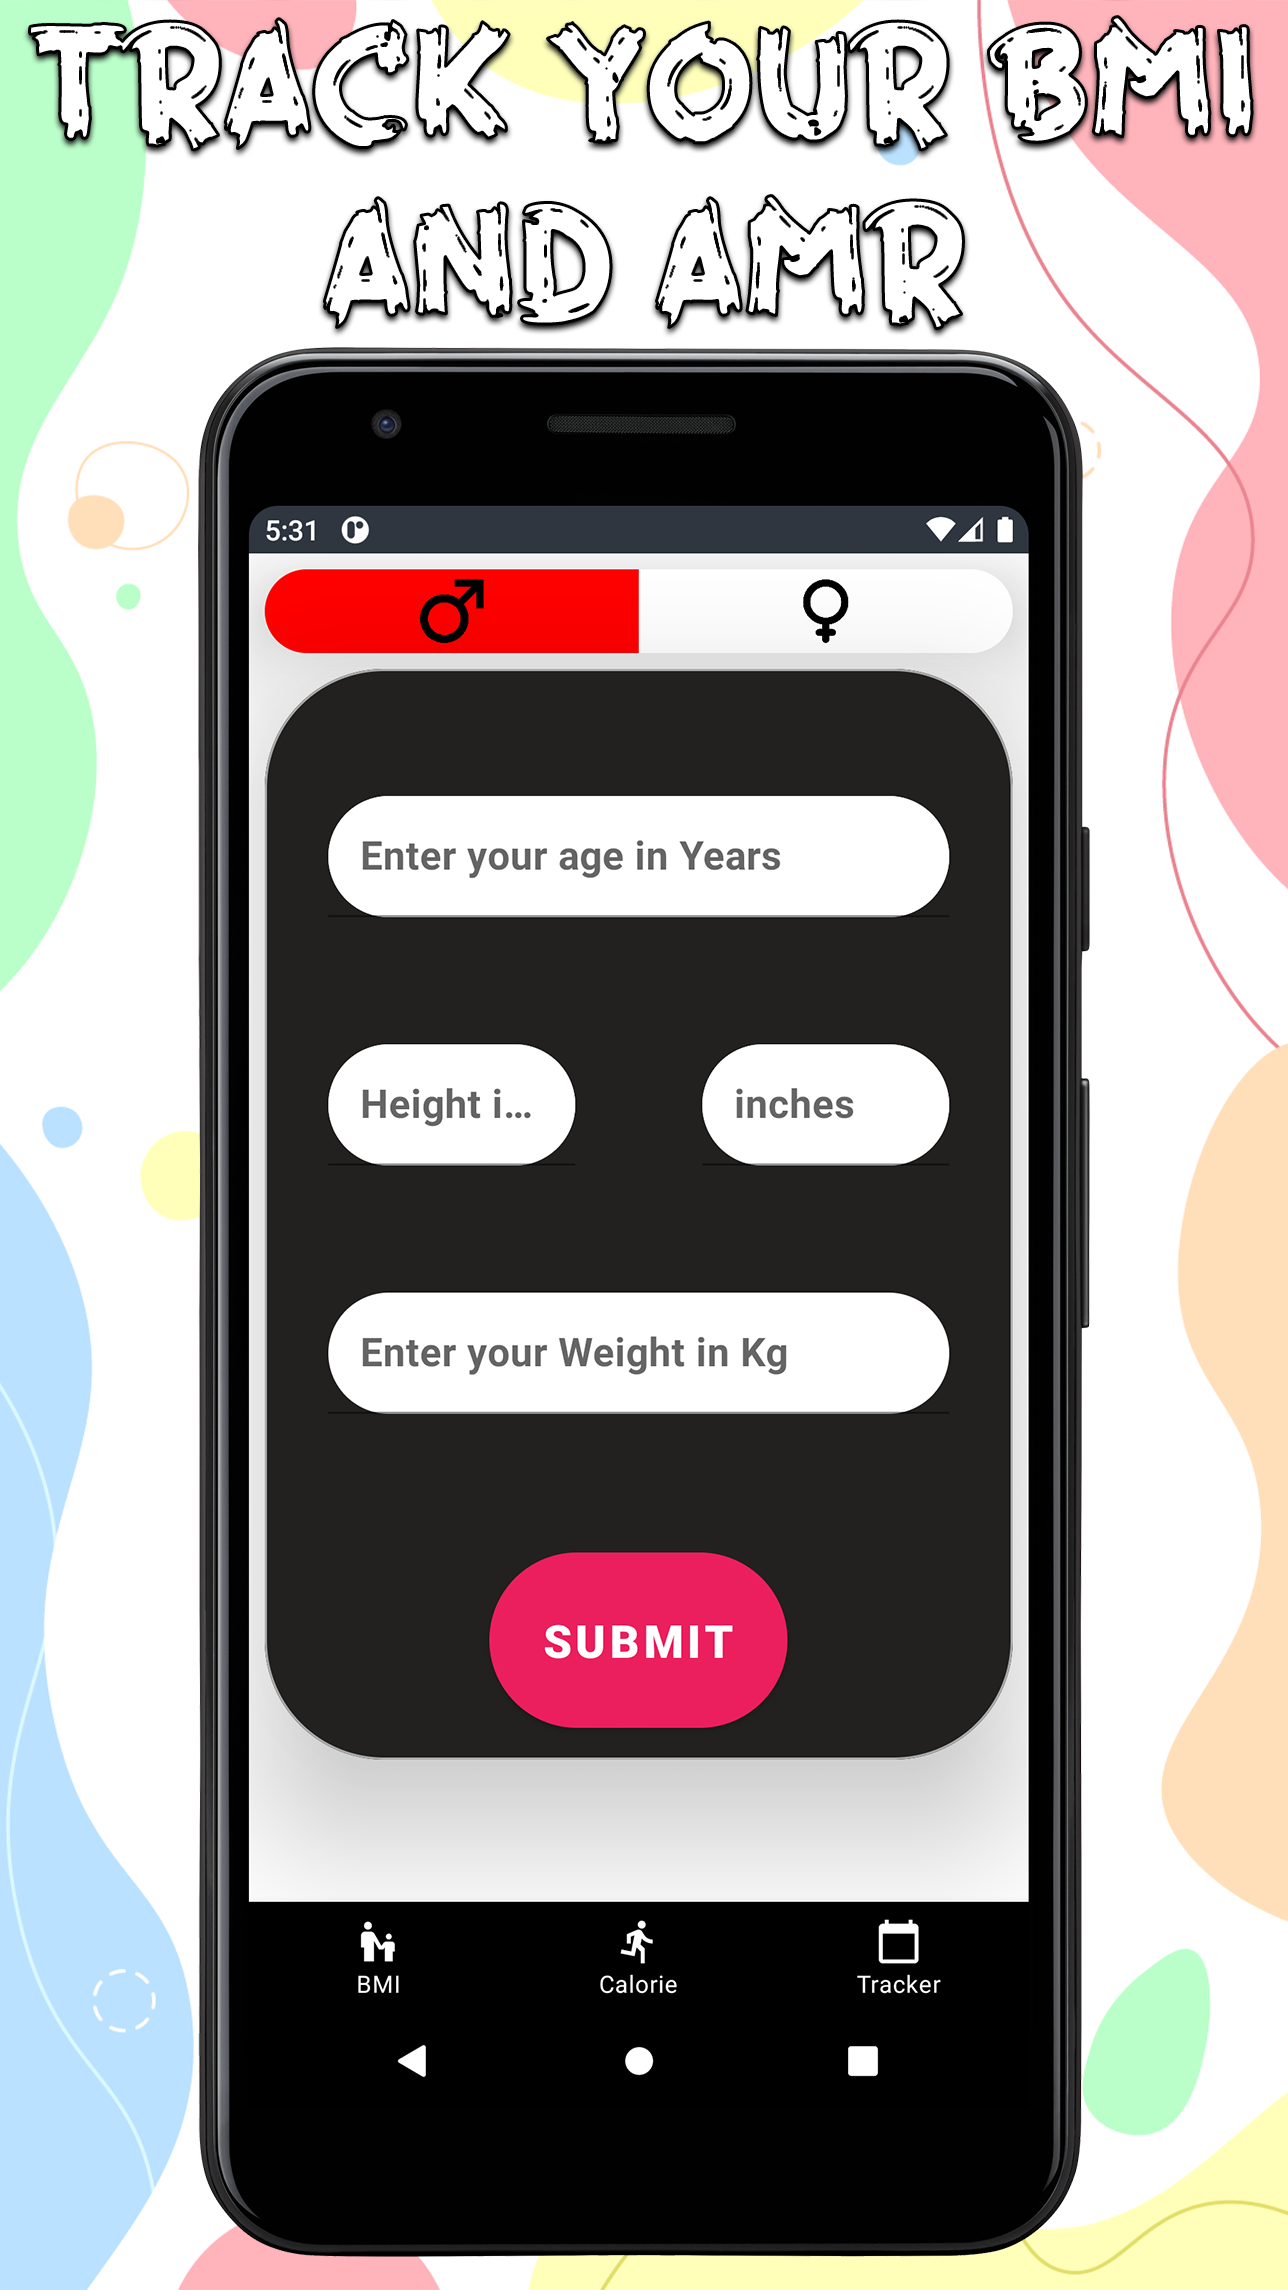 TRACK YOUR BMI
AND AMR
5:31
Enter your age in Years
Height i...
inches
Enter your Weight in Kg
SUBMIT
BMI
Calorie
Tracker